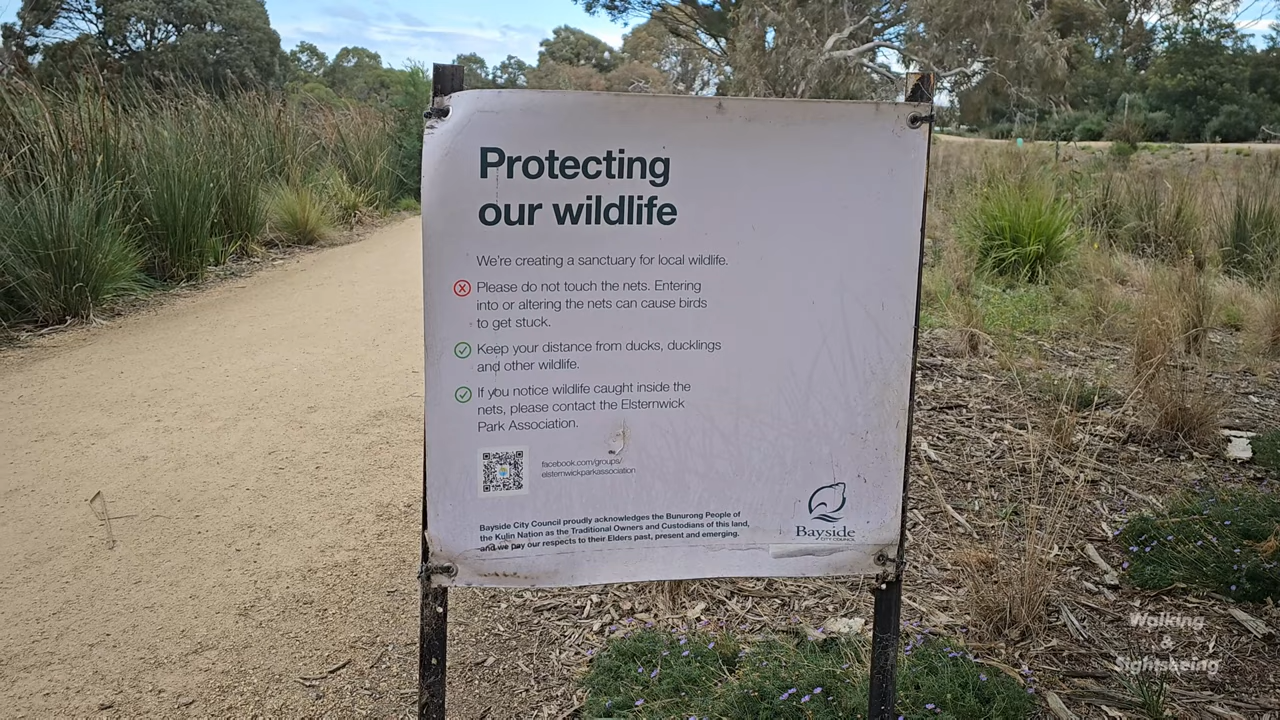 Protecting
our wildlife
We're creating a sanctuary for local wildlife.
Please do not touch the nets. Entering
into or altering the nets can cause birds
to get stuck.
Keep your distance from ducks, ducklings
and other wildlife.
If you notice wildlife caught inside the
nets, please contact the Elsternwick
Park Association.
facebook.com/groups/
elsternwickparkassociation
Bayside City Council proudly acknowledges the Bunurong People of
the Kulin Nation as the Traditional Owners and Custodians of this land,
and we pay our respects to their Elders past, present and emerging.
Bayside
CITY COUNCIL
Walking
&
Sightseeing